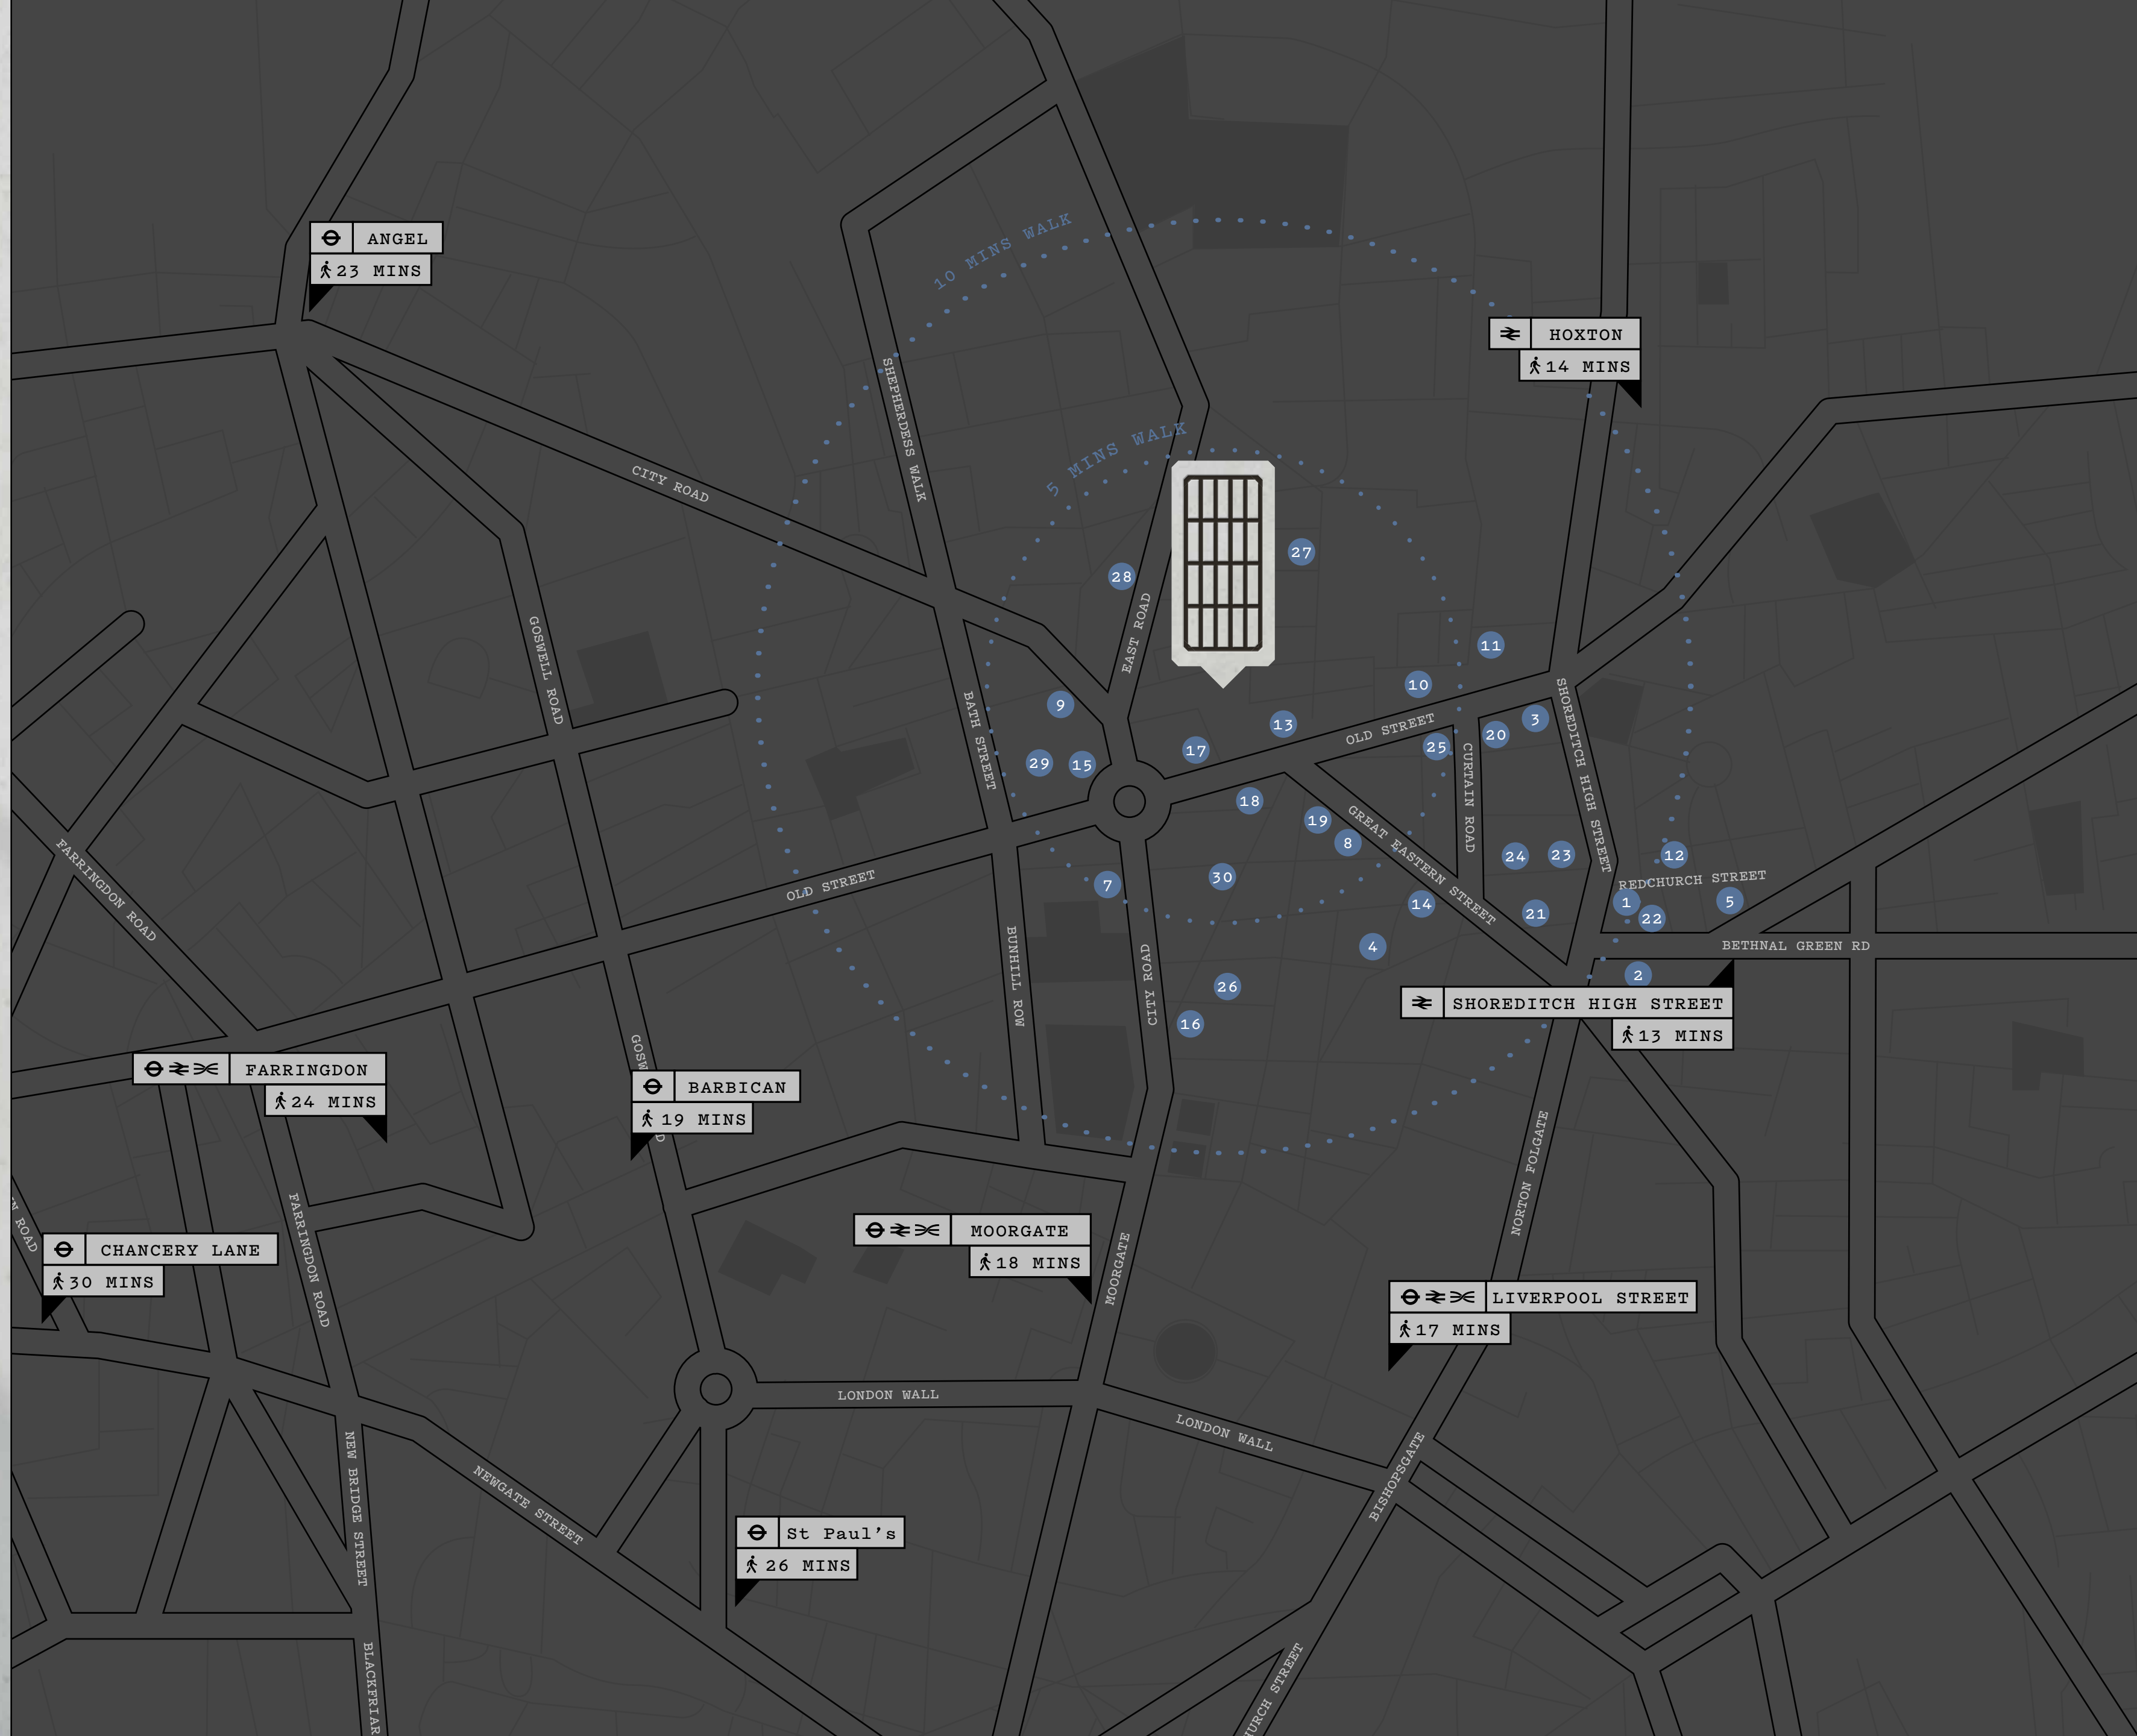 10 MINS WALK
ANGEL
23 MINS
HOXTON
14 MINS
SHEPHERDESS WALK
5 MINS WALK
CITY ROAD
27
28
EAST ROAD
GOSWELL ROAD
11
10
9
BATH STREET
13
OLD STREET
3
20
SHOREDITCH HIGH STREET
17
25
CURTAIN ROAD
29
15
18
19
GREAT EASTERN STREET
8
24
23
12
FARRINGDON ROAD
OLD STREET
7
30
REDCHURCH STREET
14
21
1
22
5
4
BETHNAL GREEN RD
BUNHILL ROW
CITY ROAD
26
2
16
SHOREDITCH HIGH STREET
13 MINS
FARRINGDON
24 MINS
GOSW
D
BARBICAN
19 MINS
NORTON FOLGATE
N ROAD
CHANCERY LANE
30 MINS
FARRINGDON ROAD
MOORGATE
18 MINS
MOORGATE
LIVERPOOL STREET
17 MINS
LONDON WALL
LONDON WALL
BISHOPSGATE
NEW BRIDGE STREET
NEWGATE STREET
St Paul's
26 MINS
BLACKFRIAR
HURCH STREET